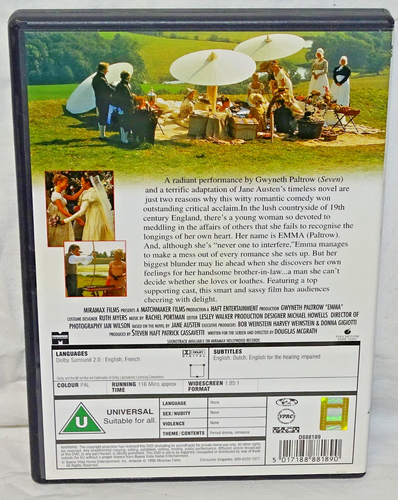 A radiant performance by Gwyneth Paltrow (Seven)
and a terrific adaptation of Jane Austen's timeless novel are
just two reasons why this witty romantic comedy won
outstanding critical acclaim.In the lush countryside of 19th
century England, there's a young woman so devoted to
meddling in the affairs of others that she fails to recognise the
longings of her own heart. Her name is EMMA (Paltrow).
And, although she's "never one to interfere,"Emma manages
to make a mess out of every romance she sets up. But her
biggest blunder may lie ahead when she discovers her own
feelings for her handsome brother-in-law...a man she can't
decide whether she loves or loathes. Featuring a top
supporting cast, this smart and sassy film has audiences
cheering with delight.
MIRAMAX FILMS PRESENTS A MATCHMAKER FILMS PRODUCTION A HAFT ENTERTAINMENT PRODUCTION GWYNETH PALTROW "EMMA"
COSTUME DESIGNER RUTH MYERS MUSIC BY RACHEL PORTMAN EDITED BY LESLEY WALKER PRODUCTION DESIGNER MICHAEL HOWELLS DIRECTOR OF
PHOTOGRAPHY IAN WILSON BASED ON THE NOVEL BY JANE AUSTEN EXECUTIVE PRODUCERS BOB WEINSTEIN HARVEY WEINSTEIN & DONNA GIGLIOTTI
PRODUCED BY STEVEN HAFT PATRICK CASSAVETTI WRITTEN FOR THE SCREEN AND DIRECTED BY DOUGLAS McGRATH
SOUNDTRACK AVAILABLE ON MIRAMAX HOLLYWOOD RECORDS
LANGUAGES
Dolby Surround 2.0 : English, French
SUBTITLES
English, Dutch, English for the hearing impaired
COLOUR PAL
RUNNING TIME 116 Mins approx
WIDESCREEN FORMAT 1.85:1
U
UNIVERSAL
Suitable for all.
LANGUAGE None
SEX/NUDITY None
VIOLENCE None
THEME/CONTENT Period drama, romance
VPRC
D888189
5 017188 881890